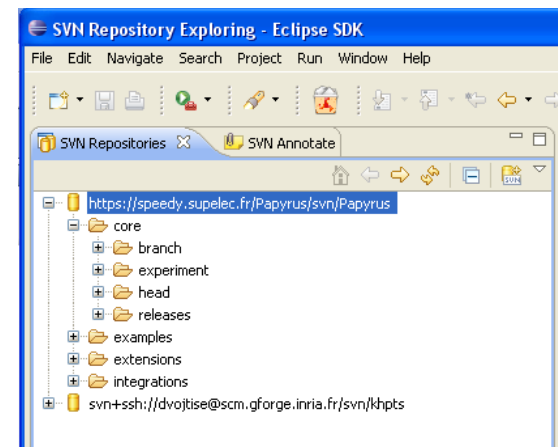 SVN Repository Exploring - Eclipse SDK
File Edit Navigate Search Project Run Window Help
SVN Repositories SVN Annotate
SVN
https://speedy.supelec.fr/Papyrus/svn/Papyrus
core
branch
experiment
head
releases
examples
extensions
integrations
svn+ssh://dvojtise@scm.gforge.inria.fr/svn/khpts